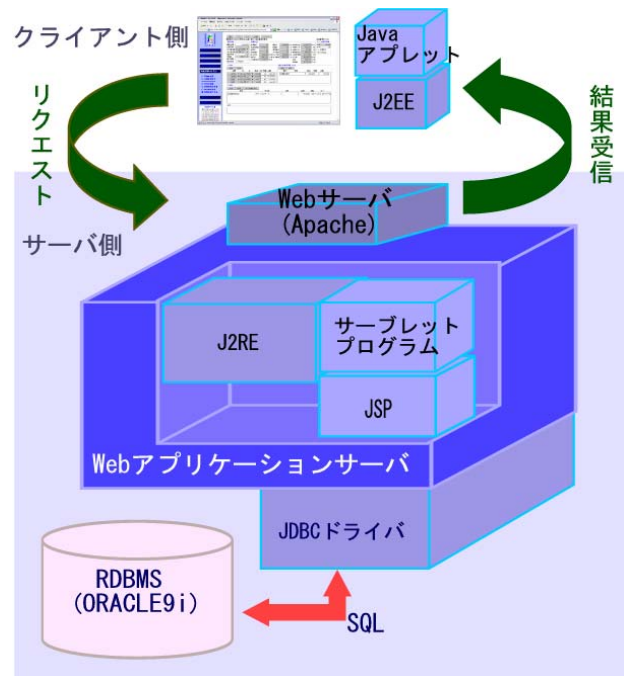 クライアント側
Java
アプレット
J2EE
リクエスト
結果受信
Webサーバ
(Apache)
サーバ側
J2RE
サーブレット
プログラム
JSP
Webアプリケーションサーバ
JDBCドライバ
RDBMS
(ORACLE9i)
SQL